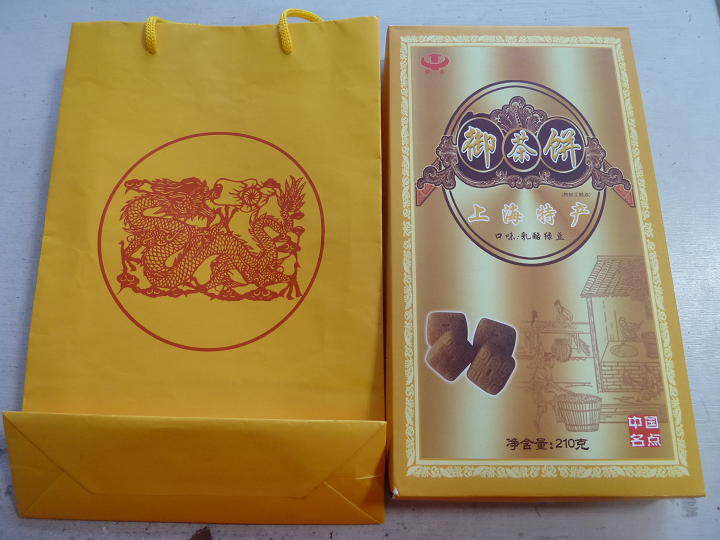 御茶饼
上海特产
口味:乳酪绿豆
净含量:210克
中国
名点